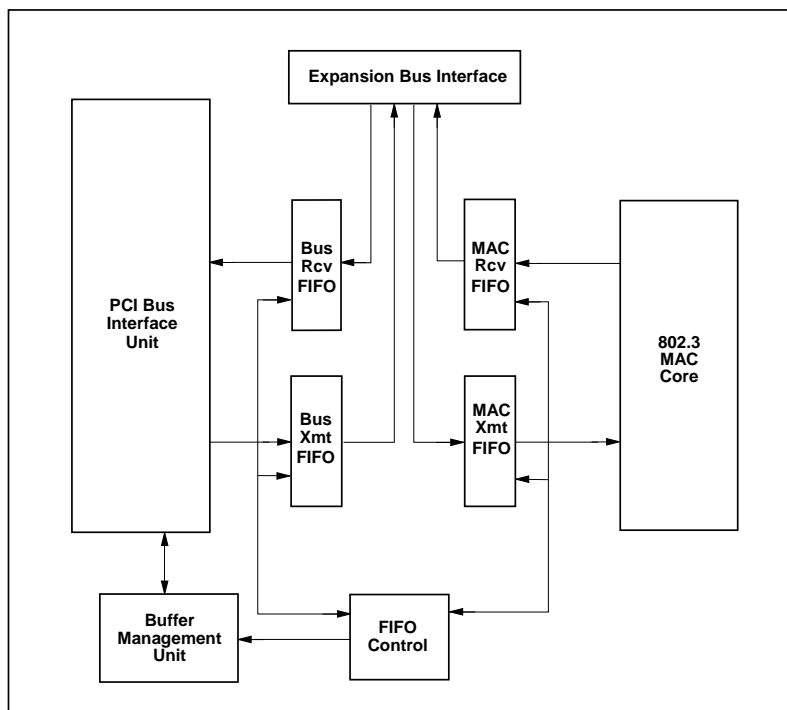 Expansion Bus Interface
Bus
Rcv
FIFO
MAC
Rcv
FIFO
PCI Bus
Interface
Unit
802.3
MAC
Core
Bus
Xmt
FIFO
MAC
Xmt
FIFO
Buffer
Management
Unit
FIFO
Control